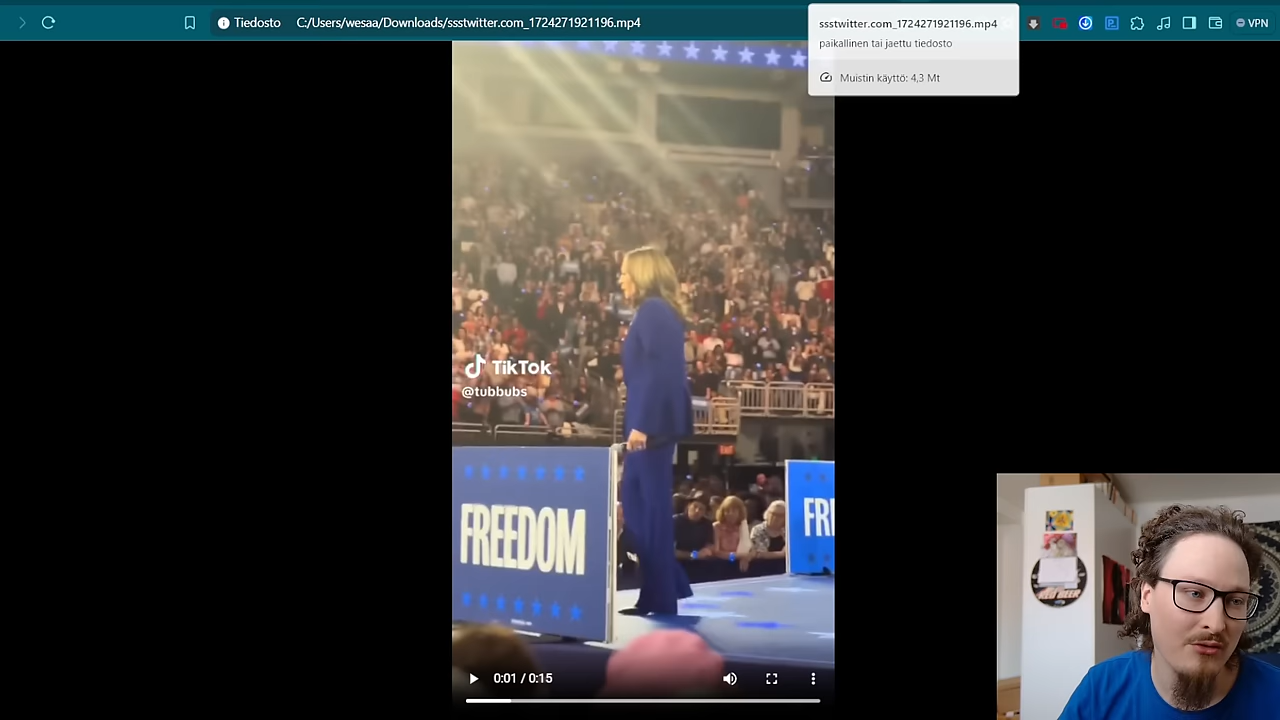 Tiedosto
C:/Users/wesaa/Downloads/ssstwitter.com_1724271921196.mp4
VPN
ssstwitter.com_1724271921196.mp4
paikallinen tai jaettu tiedosto
Muistin käyttö: 4,3 Mt
TikTok
@tubbubs
FREEDOM
FRE
0:01 / 0:15